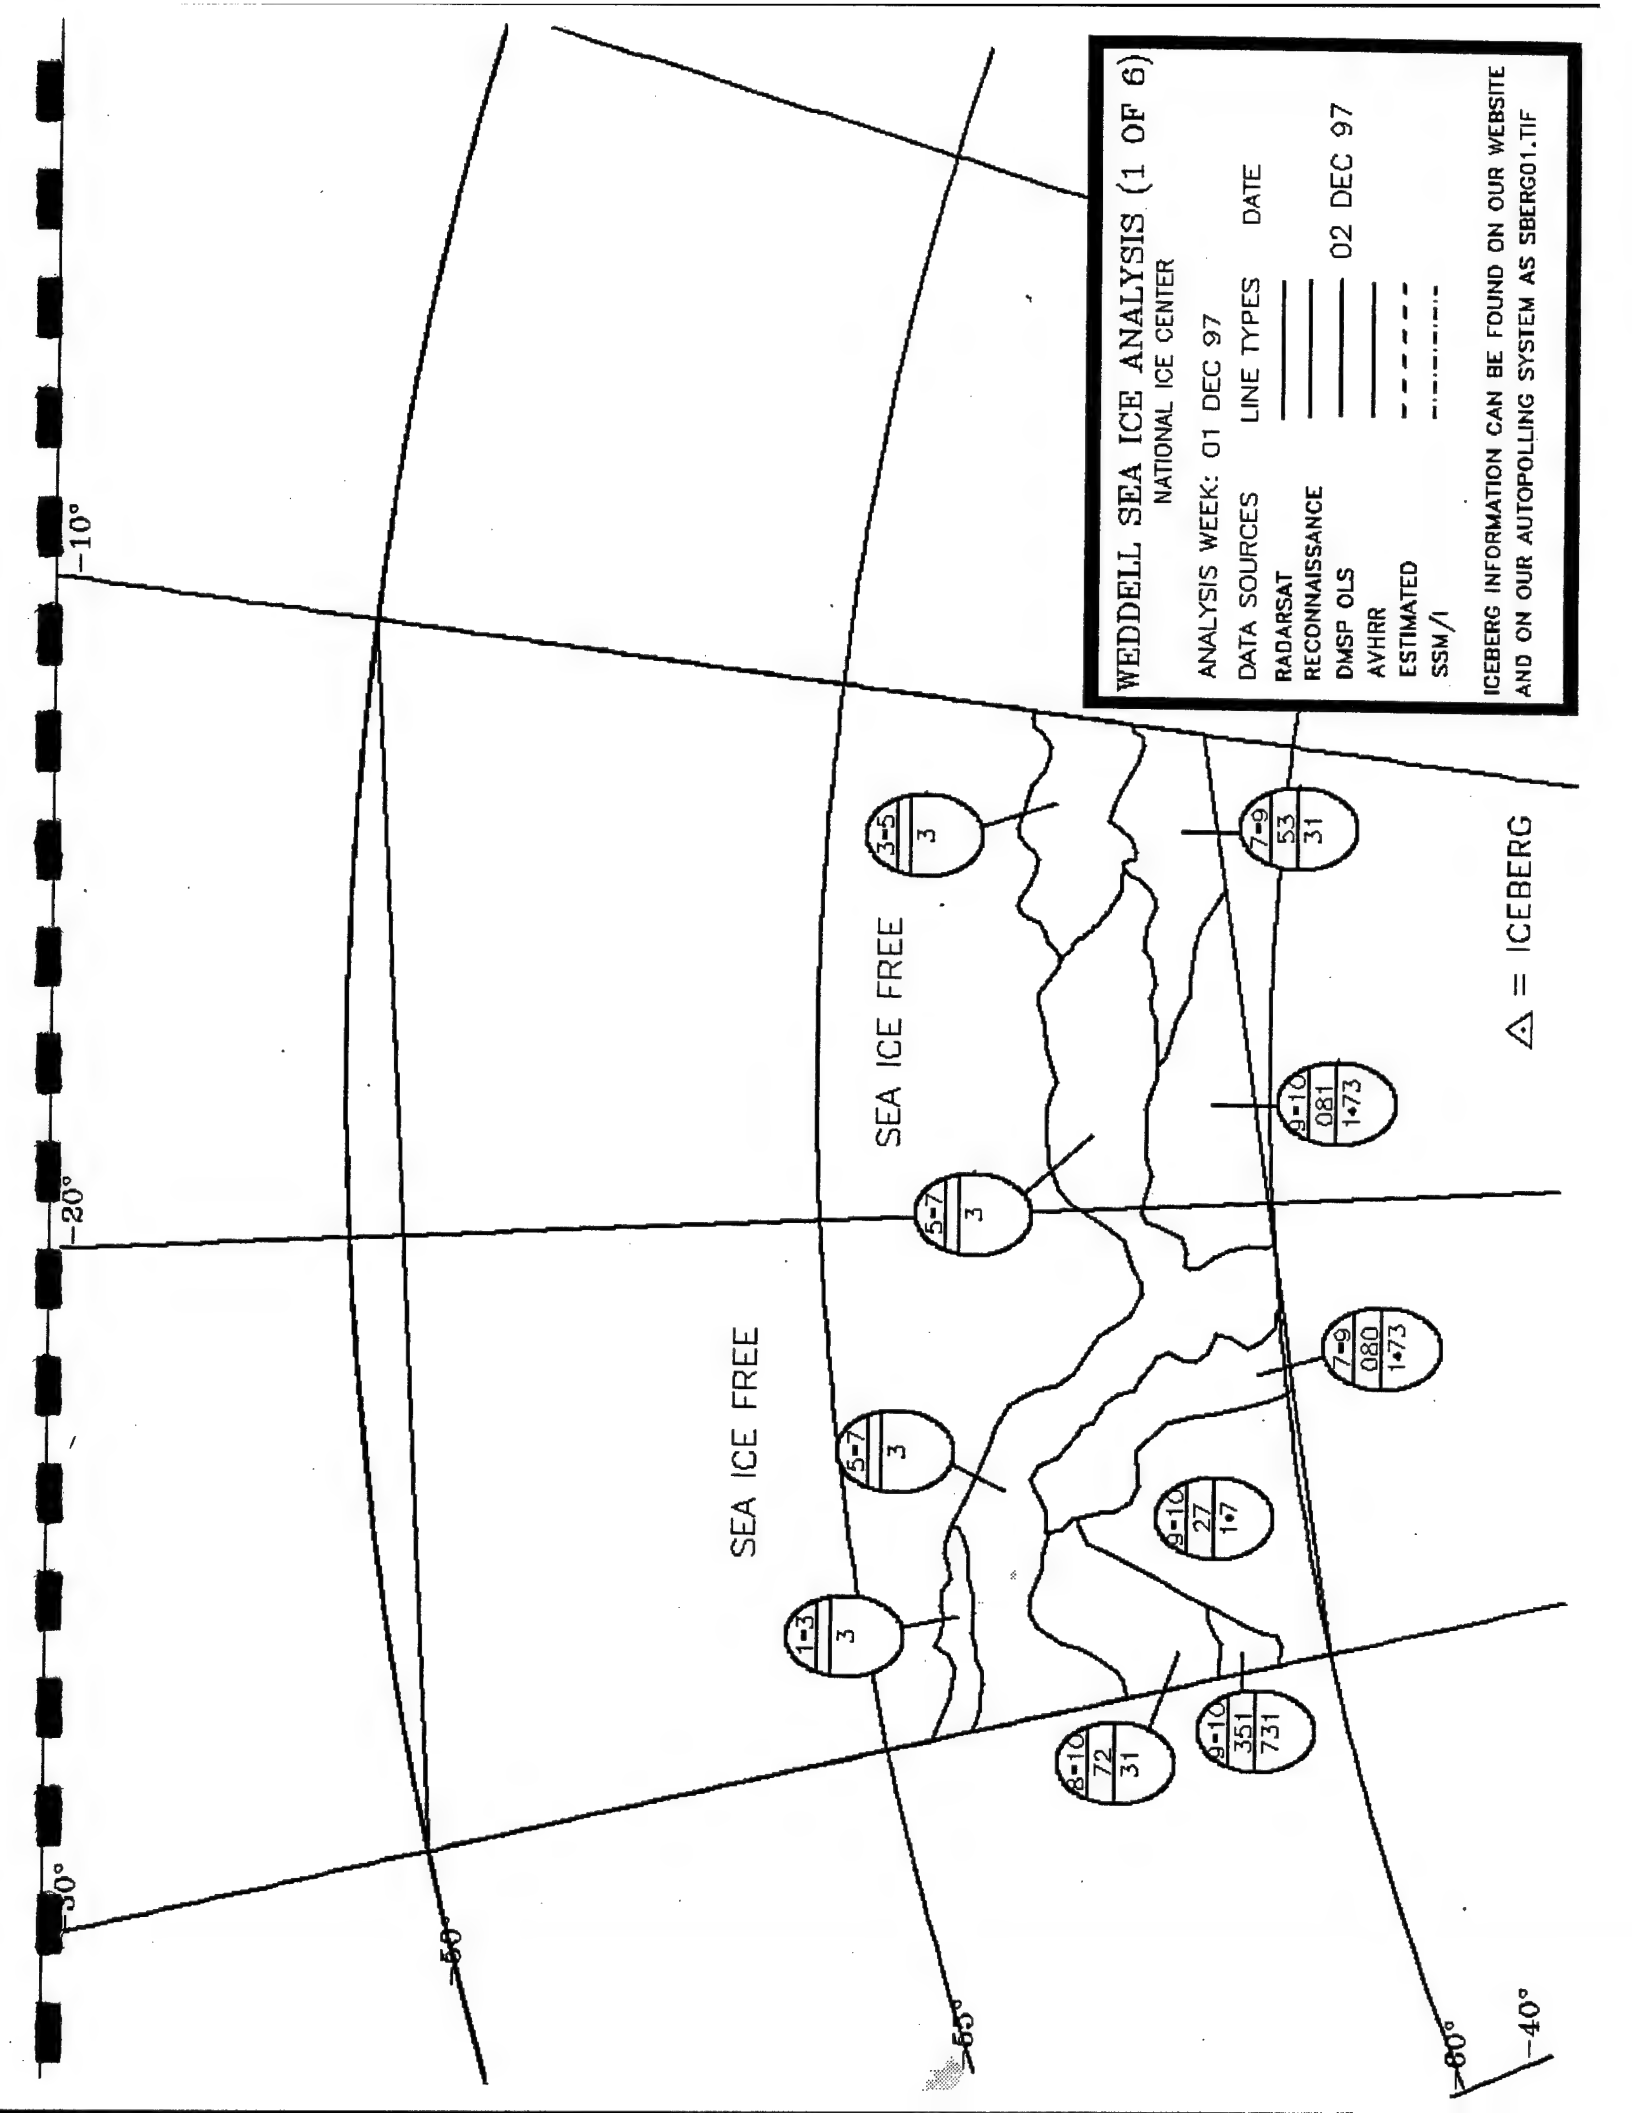 -10°
-20°
-30°
-50°
-55°
-60°
-40°
SEA ICE FREE
SEA ICE FREE
3-5
3
5-7
3
5-7
3
1-3
3
7-9
53
31
9-10
081
1•73
7-9
080
1•73
9-10
27
1•7
8-10
72
31
9-10
351
731
△ = ICEBERG
WEDDELL SEA ICE ANALYSIS (1 OF 6)
NATIONAL ICE CENTER
ANALYSIS WEEK: 01 DEC 97
DATA SOURCES LINE TYPES DATE
RADARSAT
RECONNAISSANCE
DMSP OLS 02 DEC 97
AVHRR
ESTIMATED
SSM/I
ICEBERG INFORMATION CAN BE FOUND ON OUR WEBSITE
AND ON OUR AUTOPOLLING SYSTEM AS SBERG01.TIF